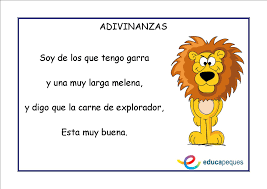 ADIVINANZAS
Soy de los que tengo garra
y una muy larga melena,
y digo que la carne de explorador,
Esta muy buena.
educapeques